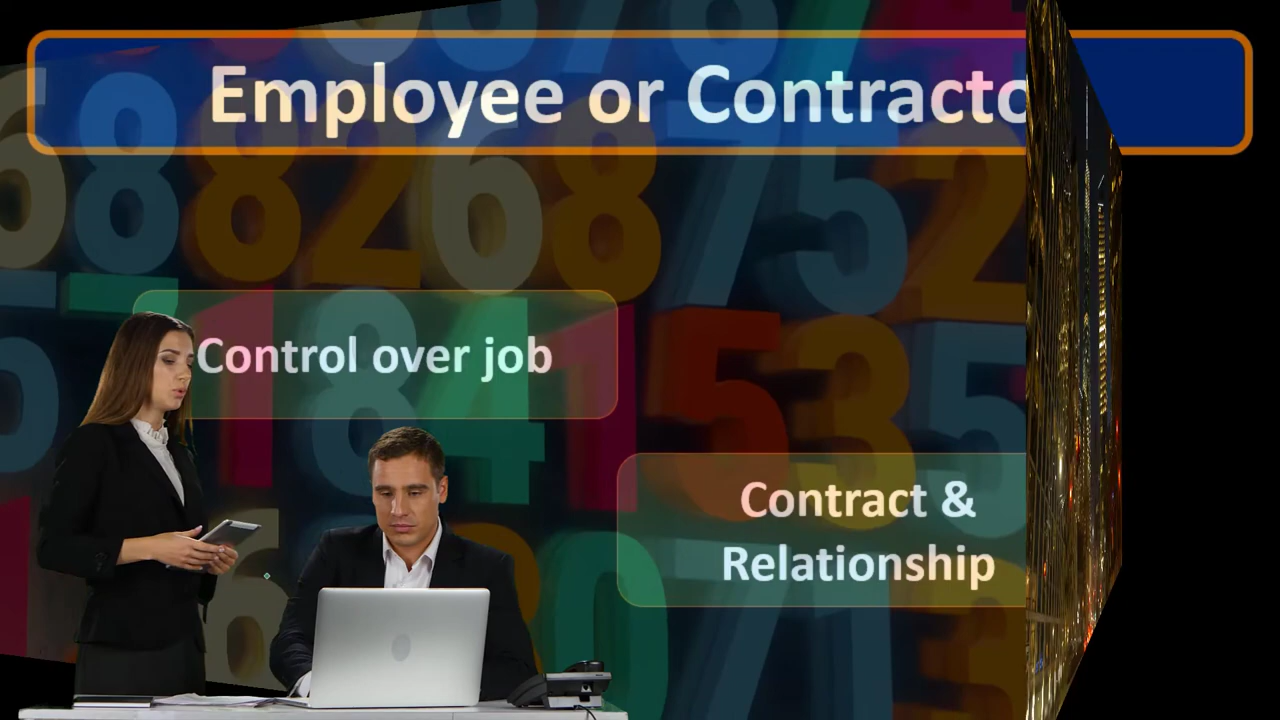 Employee or Contracto
Control over job
Contract &
Relationship